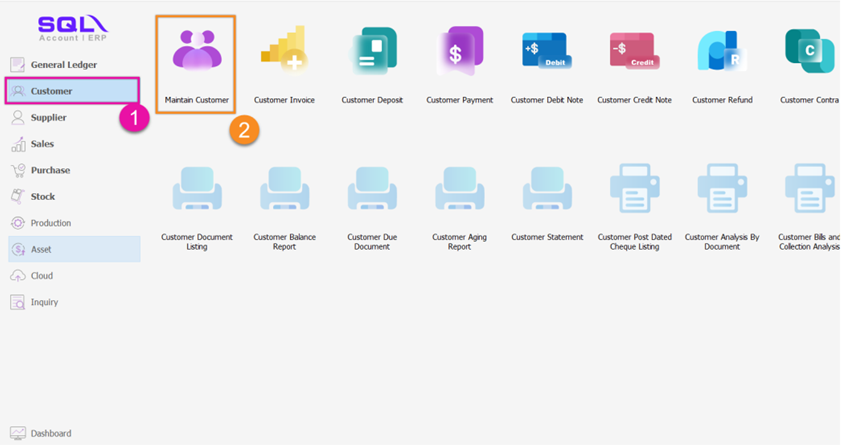 SQL
Account | ERP
General Ledger
Customer
Supplier
Sales
Purchase
Stock
Production
Asset
Cloud
Inquiry
Dashboard
1
2
Maintain Customer
Customer Invoice
$
Customer Deposit
Customer Payment
+$
Debit
Customer Debit Note
-$
Credit
Customer Credit Note
R
Customer Refund
C
Customer Contra
Customer Document
Listing
Customer Balance
Report
Customer Due
Document
Customer Aging
Report
Customer Statement
Customer Post Dated
Cheque Listing
Customer Analysis By
Document
Customer Bills and
Collection Analysis